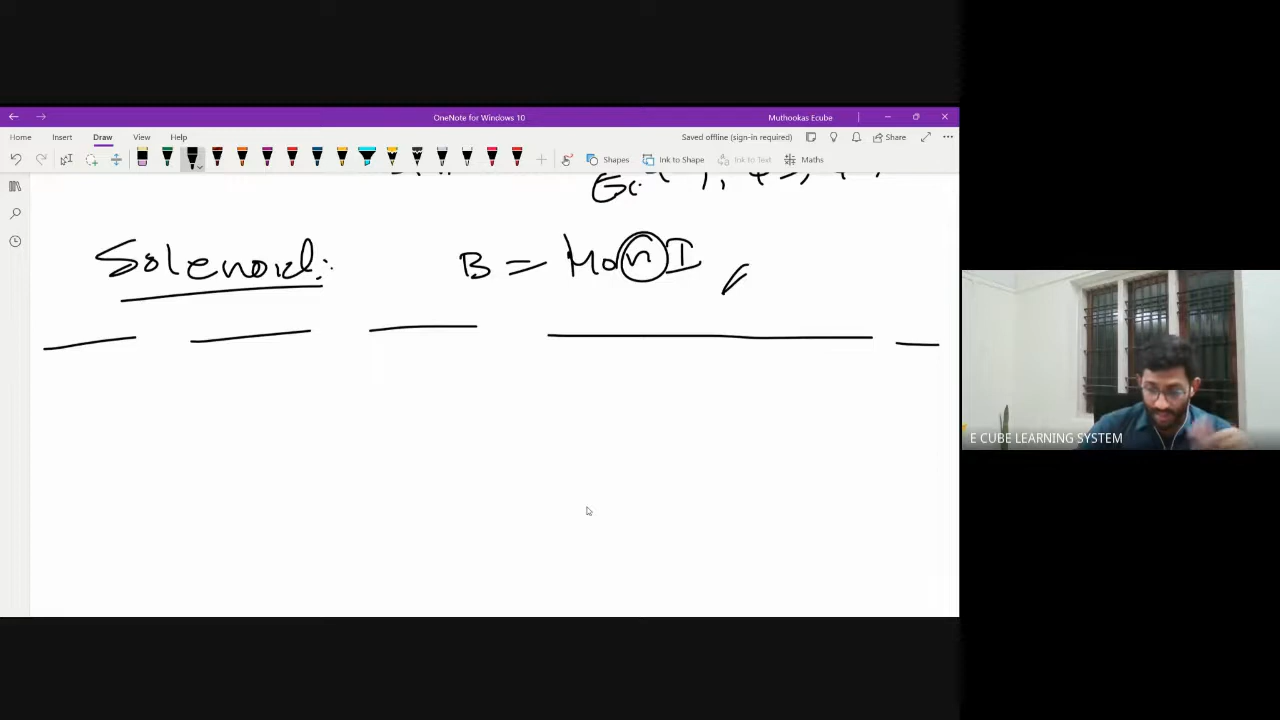 OneNote for Windows 10
Muthookas Ecube
Home Insert Draw View Help
Saved offline (sign-in required)
Share
Shapes
Ink to Shape
Ink to Text
Maths
Solenoid: B = μ₀nI
E CUBE LEARNING SYSTEM